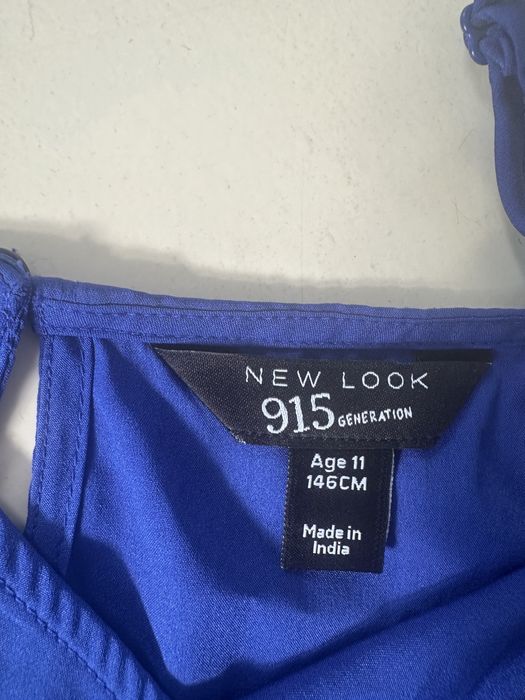 NEW LOOK
915 GENERATION
Age 11
146CM
Made in
India